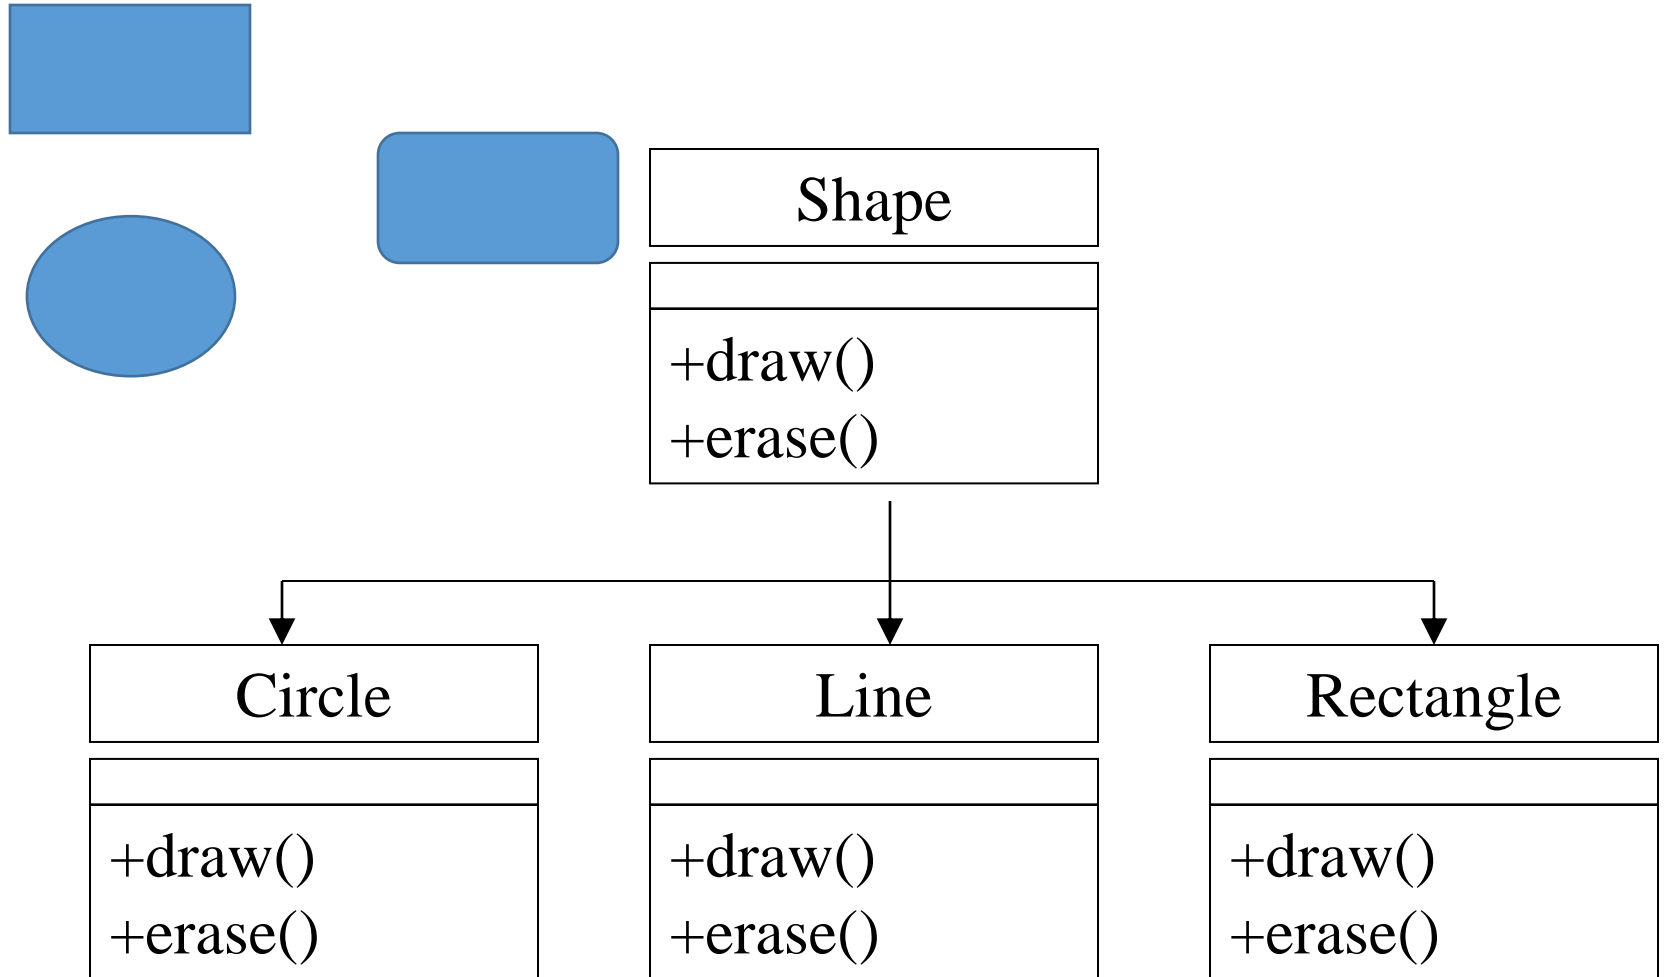 Shape
+draw()
+erase()
Circle
Line
Rectangle
+draw()
+erase()
+draw()
+erase()
+draw()
+erase()